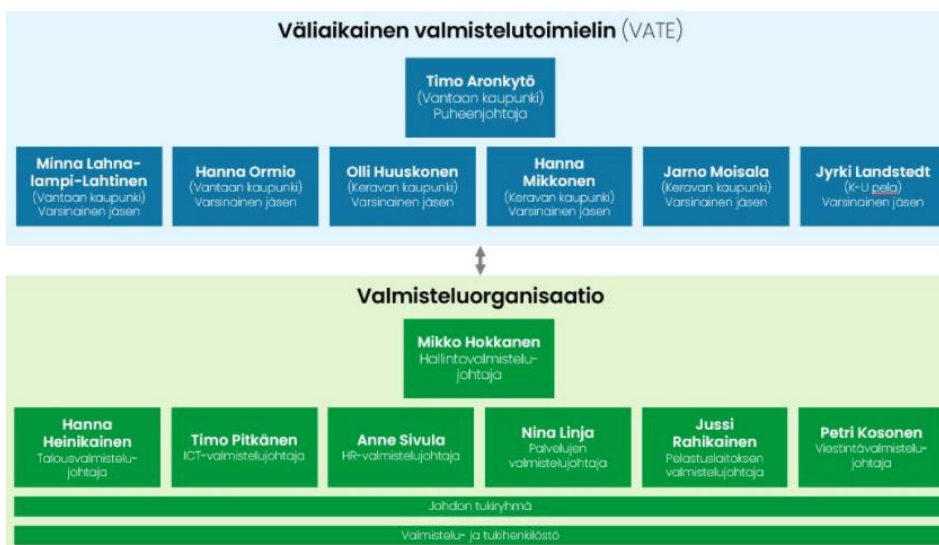 Väliaikainen valmistelutoimielin (VATE)
Timo Aronkytö
(Vantaan kaupunki)
Puheenjohtaja
Minna Lahna-
lampi-Lahtinen
(Vantaan kaupunki)
Varsinainen jäsen
Hanna Ormio
(Vantaan kaupunki)
Varsinainen jäsen
Olli Huuskonen
(Keravan kaupunki)
Varsinainen jäsen
Hanna
Mikkonen
(Keravan kaupunki)
Varsinainen jäsen
Jarno Moisala
(Keravan kaupunki)
Varsinainen jäsen
Jyrki Landstedt
(K-U pela)
Varsinainen jäsen
Valmisteluorganisaatio
Mikko Hokkanen
Hallintovalmistelu-
johtaja
Hanna
Heinikainen
Talousvalmistelu-
johtaja
Timo Pitkänen
ICT-valmistelujohtaja
Anne Sivula
HR-valmistelujohtaja
Nina Linja
Palvelujen
valmistelujohtaja
Jussi
Rahikainen
Pelastuslaitoksen
valmistelujohtaja
Petri Kosonen
Viestintävalmistelu-
johtaja
Johdon tukiryhmä
Valmistelu- ja tukihenkilöstö